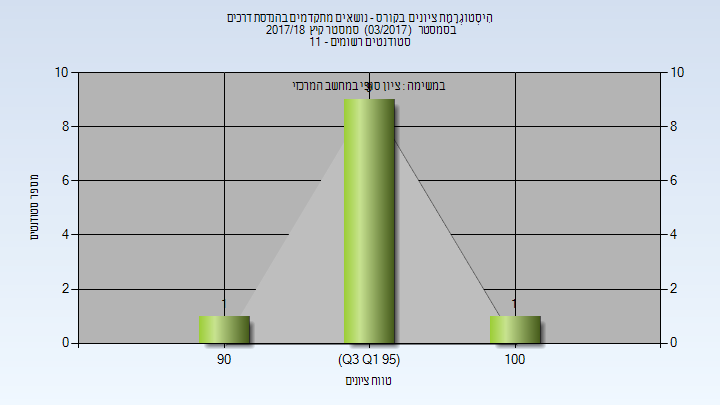 הִיסטוֹגרָמַת ציונים בקורס - נושאים מתקדמים בהנדסת דרכים
בסמסטר (03/2017) סמסטר קיץ 2017/18
סטודנטים רשומים - 11
במשימה : ציון סופי במחשב המרכזי
10 10
8 8
6 6
4 4
2 2
0 0
מספר סטודנטים
1 9 1
90 (Q3 Q1 95) 100
טווח ציונים